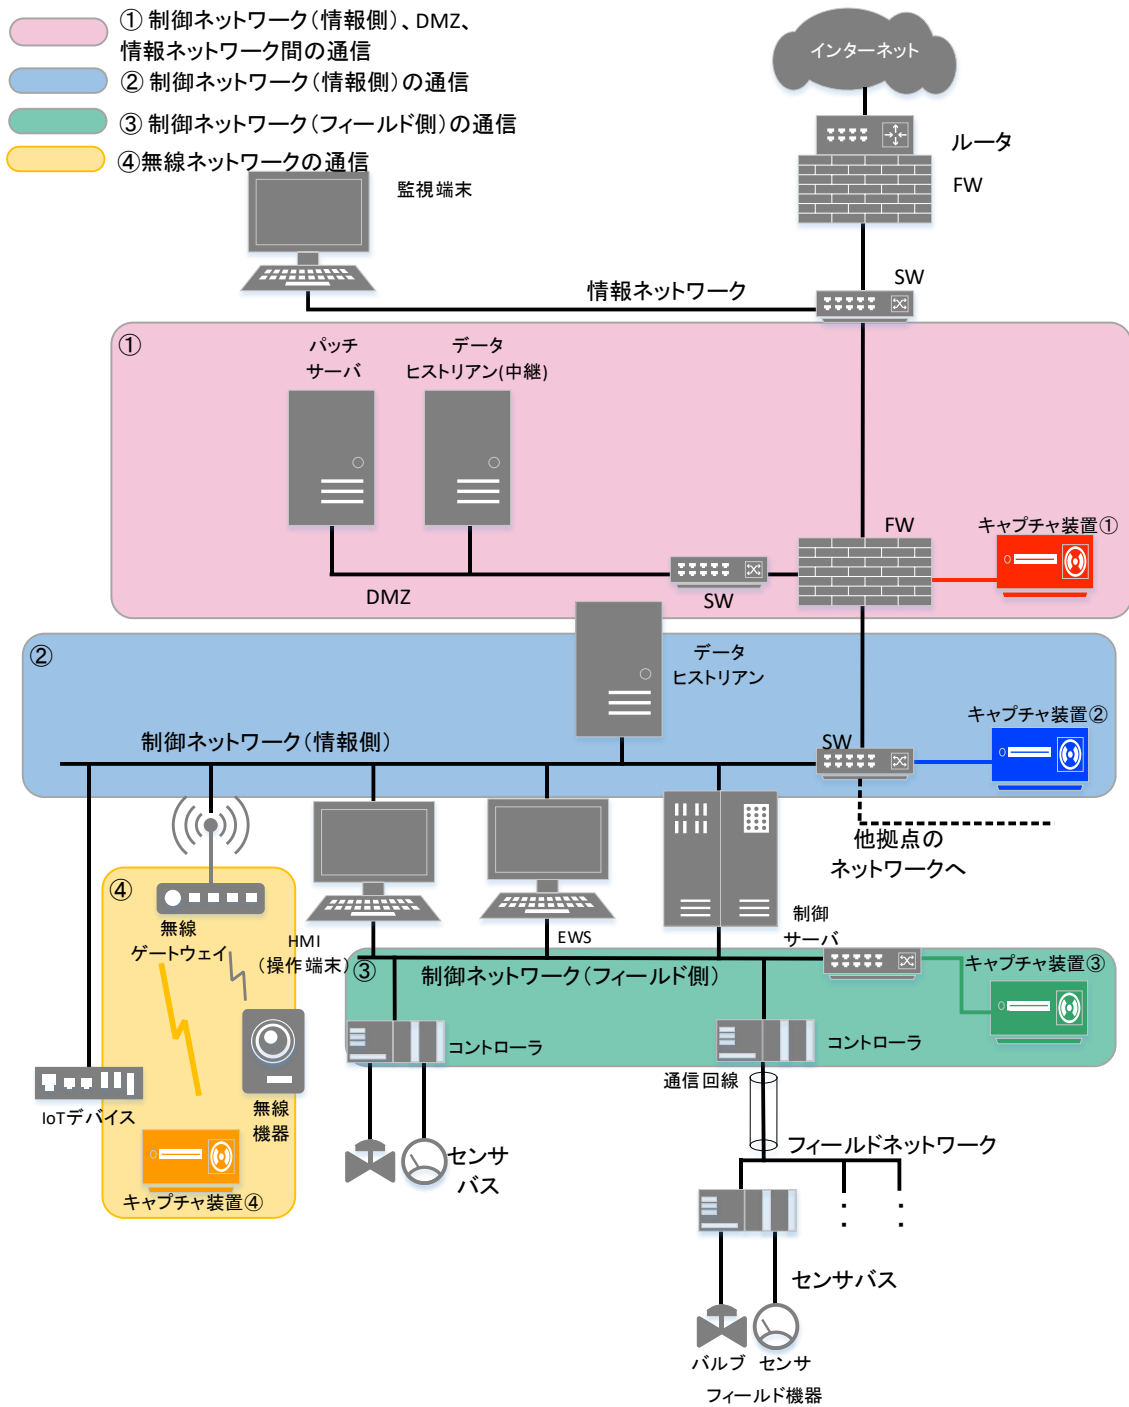 ① 制御ネットワーク(情報側)、DMZ、
情報ネットワーク間の通信
② 制御ネットワーク(情報側)の通信
③ 制御ネットワーク(フィールド側)の通信
④無線ネットワークの通信
インターネット
ルータ
FW
監視端末
SW
情報ネットワーク
①
パッチ
サーバ
データ
ヒストリアン(中継)
FW
キャプチャ装置①
DMZ
SW
②
データ
ヒストリアン
キャプチャ装置②
制御ネットワーク(情報側)
SW
他拠点の
ネットワークへ
④
無線
ゲートウェイ
HMI
(操作端末)
EWS
制御
サーバ
③
制御ネットワーク(フィールド側)
キャプチャ装置③
コントローラ
コントローラ
通信回線
IoTデバイス
無線
機器
キャプチャ装置④
センサ
バス
フィールドネットワーク
センサバス
バルブ
センサ
フィールド機器